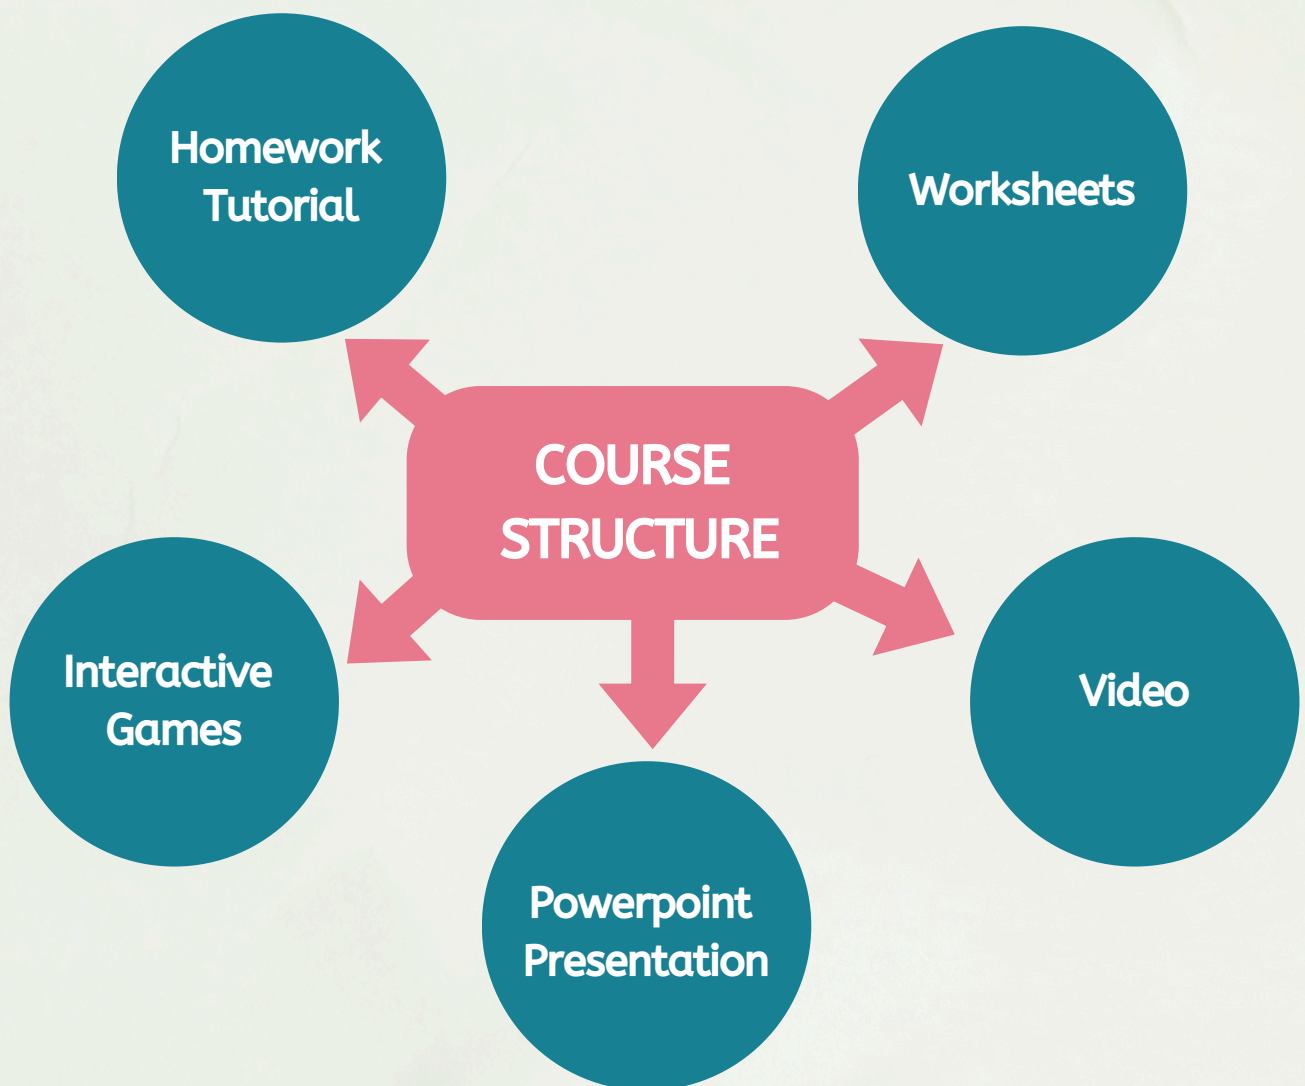 Homework
Tutorial
Worksheets
COURSE
STRUCTURE
Interactive
Games
Video
Powerpoint
Presentation